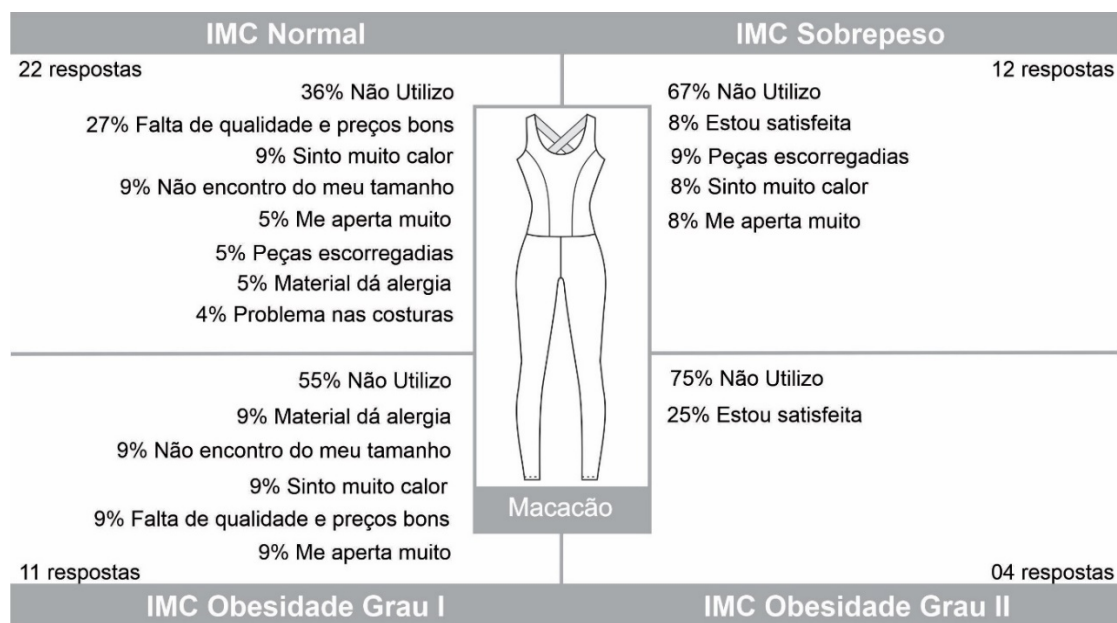 IMC Normal
22 respostas
36% Não Utilizo
27% Falta de qualidade e preços bons
9% Sinto muito calor
9% Não encontro do meu tamanho
5% Me aperta muito
5% Peças escorregadias
5% Material dá alergia
4% Problema nas costuras
IMC Sobrepeso
12 respostas
67% Não Utilizo
8% Estou satisfeita
9% Peças escorregadias
8% Sinto muito calor
8% Me aperta muito
Macacão
55% Não Utilizo
9% Material dá alergia
9% Não encontro do meu tamanho
9% Sinto muito calor
9% Falta de qualidade e preços bons
9% Me aperta muito
11 respostas
IMC Obesidade Grau I
75% Não Utilizo
25% Estou satisfeita
04 respostas
IMC Obesidade Grau II